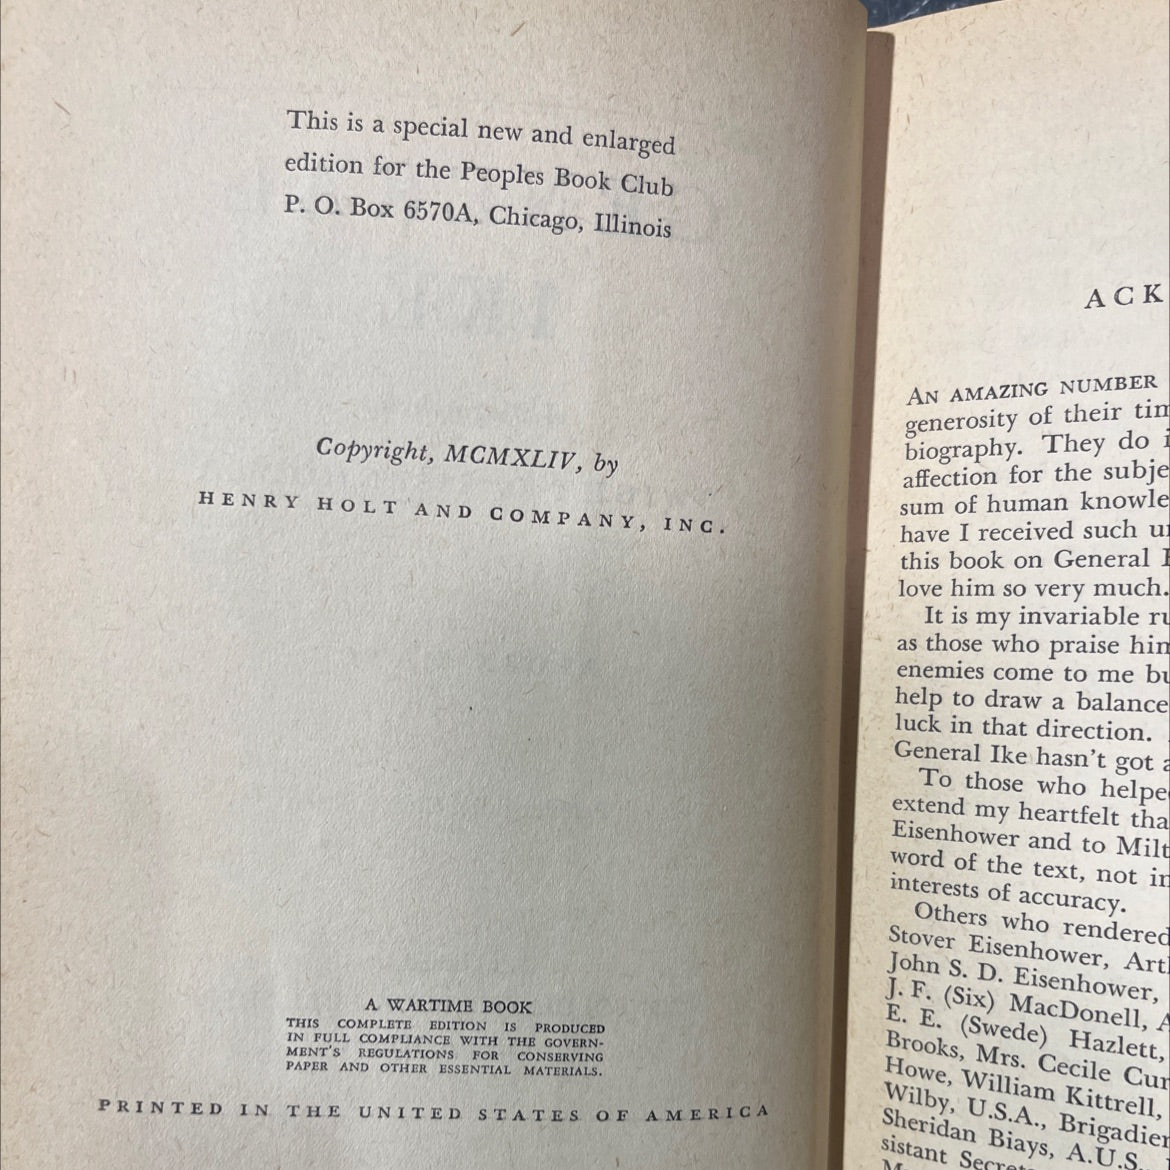 This is a special new and enlarged
edition for the Peoples Book Club
P. O. Box 6570A, Chicago, Illinois
Copyright, MCMXLIV, by
HENRY HOLT AND COMPANY, INC.
A WARTIME BOOK
THIS COMPLETE EDITION IS PRODUCED
IN FULL COMPLIANCE WITH THE GOVERN-
MENT'S REGULATIONS FOR CONSERVING
PAPER AND OTHER ESSENTIAL MATERIALS.
PRINTED IN THE UNITED STATES OF AMERICA
ACK
AN AMAZING NUMBER
generosity of their
biography. They do
affection for the
sum of human
have I received such
this book on General
love him so very much.
It is my invariable
as those who praise
enemies come to me
help to draw a balance
luck in that direction.
General Ike hasn't got
To those who
extend my heartfelt
Eisenhower and to
word of the text, not
interests of accuracy.
Others who rendered
Stover Eisenhower,
John S. D. Eisenhower,
J. F. (Six) MacDonell,
E. E. (Swede) Hazlett,
Brooks, Mrs. Cecile
Howe, William Kittrell,
Wilby, U.S.A., Brigadier
Sheridan Biays, A.U.S.,
sistant